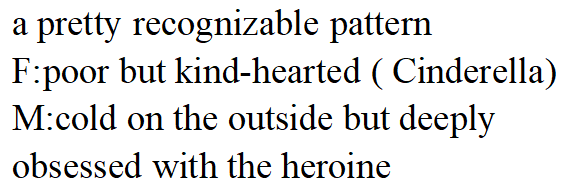 a pretty recognizable pattern
F:poor but kind-hearted ( Cinderella)
M:cold on the outside but deeply
obsessed with the heroine